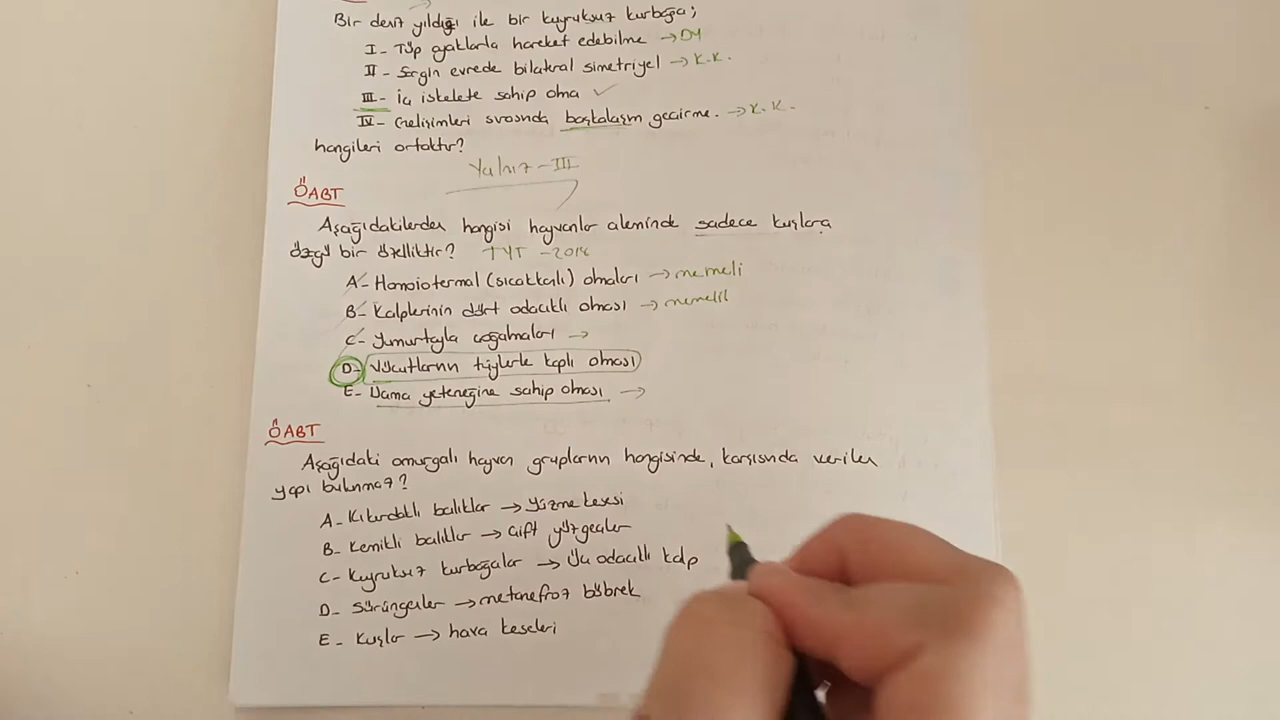 Bir deniz yıldızı ile bir kuyruksuz kurbağa;
I- Tüp ayaklarla hareket edebilme → DY
II- Ergin evrede bilateral simetriyel → K.K.
III- İç iskelete sahip olma ✓
IV- Gelişimleri sırasında başkalaşım geçirme. → K.K.
hangileri ortaktır?
Yalnız-III
ÖABT
Aşağıdakilerden hangisi hayvanlar aleminde sadece kuşlara
özgü bir özelliktir? TYT -2018
A- Homoiotermal (sıcakkanlı) olmaları → memeli
B- Kalplerinin dört odacıklı olması → memelil
C- Yumurtayla çoğalmaları →
D- Vücutlarının tüylerle kaplı olması
E- Uçma yeteneğine sahip olması →
ÖABT
Aşağıdaki omurgalı hayvan gruplarının hangisinde, karşısında verilen
yapı bulunmaz?
A- Kıkırdaklı balıklar → yüzme kesesi
B- Kemikli balıklar → Çift yüzgeçler
C- Kuyruksuz kurbağalar → Üç odacıklı kalp
D- Sürüngenler → metanefroz böbrek
E- Kuşlar → hava keseleri